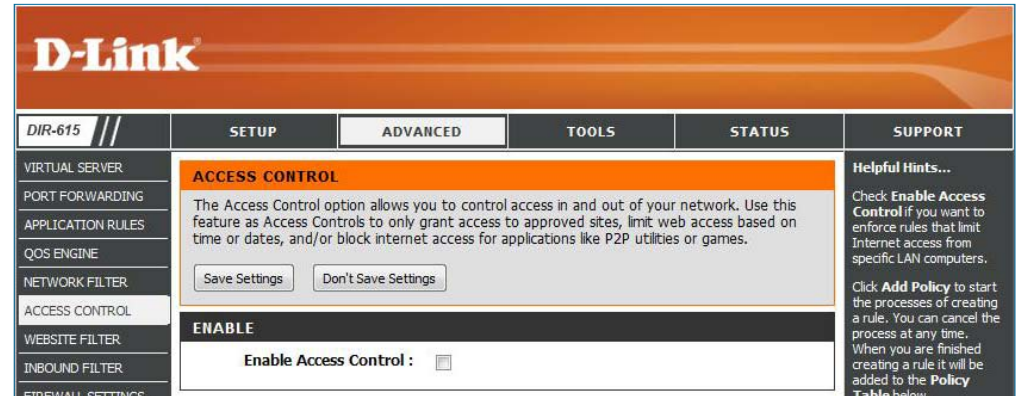 D-Link
DIR-615 //
SETUP
ADVANCED
TOOLS
STATUS
SUPPORT
VIRTUAL SERVER
PORT FORWARDING
APPLICATION RULES
QOS ENGINE
NETWORK FILTER
ACCESS CONTROL
WEBSITE FILTER
INBOUND FILTER
FIREWALL SETTINGS
ACCESS CONTROL
The Access Control option allows you to control access in and out of your network. Use this
feature as Access Controls to only grant access to approved sites, limit web access based on
time or dates, and/or block internet access for applications like P2P utilities or games.
Save Settings
Don't Save Settings
ENABLE
Enable Access Control :
Helpful Hints...
Check Enable Access
Control if you want to
enforce rules that limit
Internet access from
specific LAN computers.
Click Add Policy to start
the processes of creating
a rule. You can cancel the
process at any time.
When you are finished
creating a rule it will be
added to the Policy
Table below